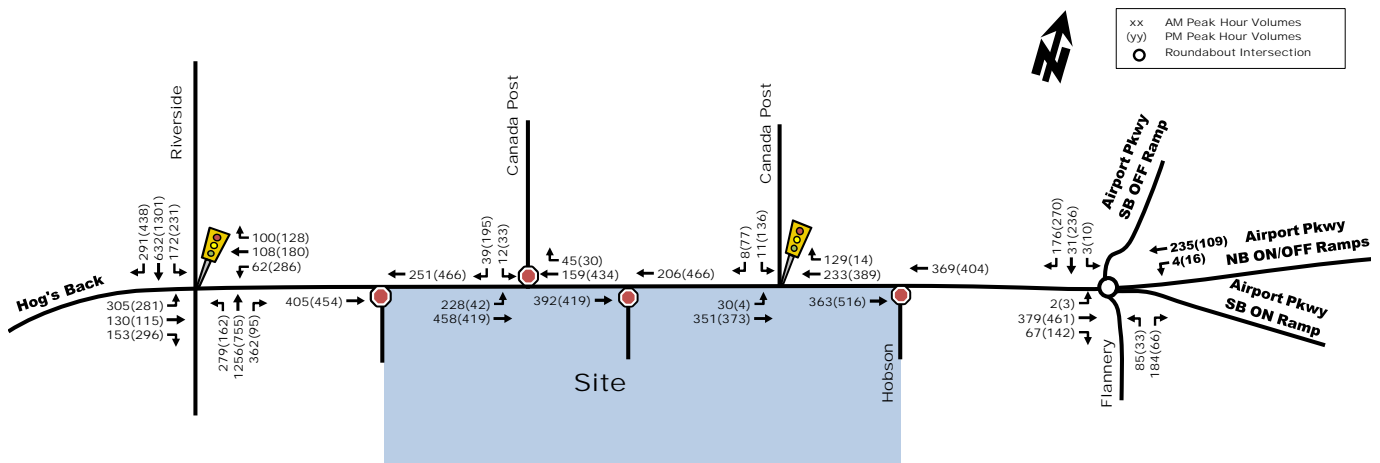 xx AM Peak Hour Volumes
(yy) PM Peak Hour Volumes
Roundabout Intersection
N
Riverside
Canada Post
Canada Post
Airport Pkwy
SB OFF Ramp
Airport Pkwy
NB ON/OFF Ramps
Airport Pkwy
SB ON Ramp
Hog's Back
Hobson
Flannery
Site
291(438)
632(1301)
172(231)
100(128)
108(180)
62(286)
305(281)
130(115)
153(296)
279(162)
1256(755)
362(95)
251(466)
405(454)
39(195)
12(33)
45(30)
159(434)
228(42)
458(419)
206(466)
392(419)
8(77)
11(136)
129(14)
233(389)
30(4)
351(373)
369(404)
363(516)
176(270)
31(236)
3(10)
235(109)
4(16)
2(3)
379(461)
67(142)
85(33)
184(66)